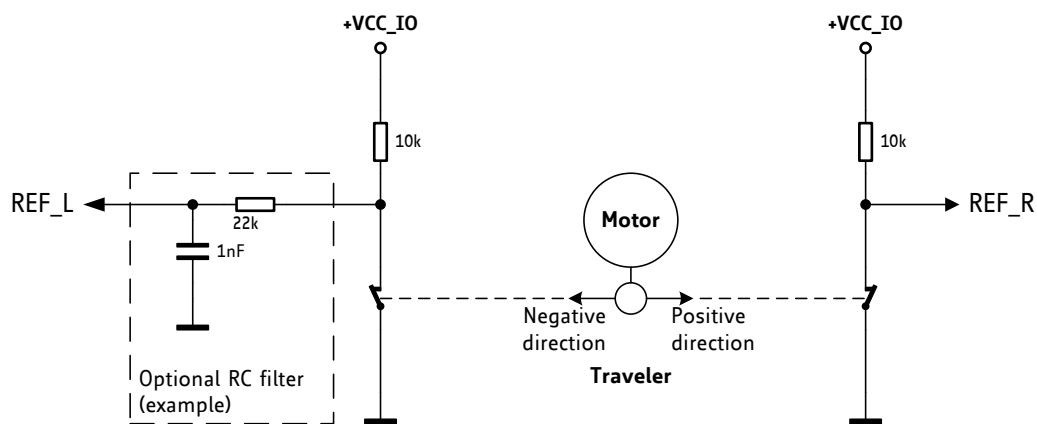 +VCC_IO
+VCC_IO
10k
10k
REF_L
22k
1nF
Motor
REF_R
Negative
direction
Positive
direction
Traveler
Optional RC filter
(example)